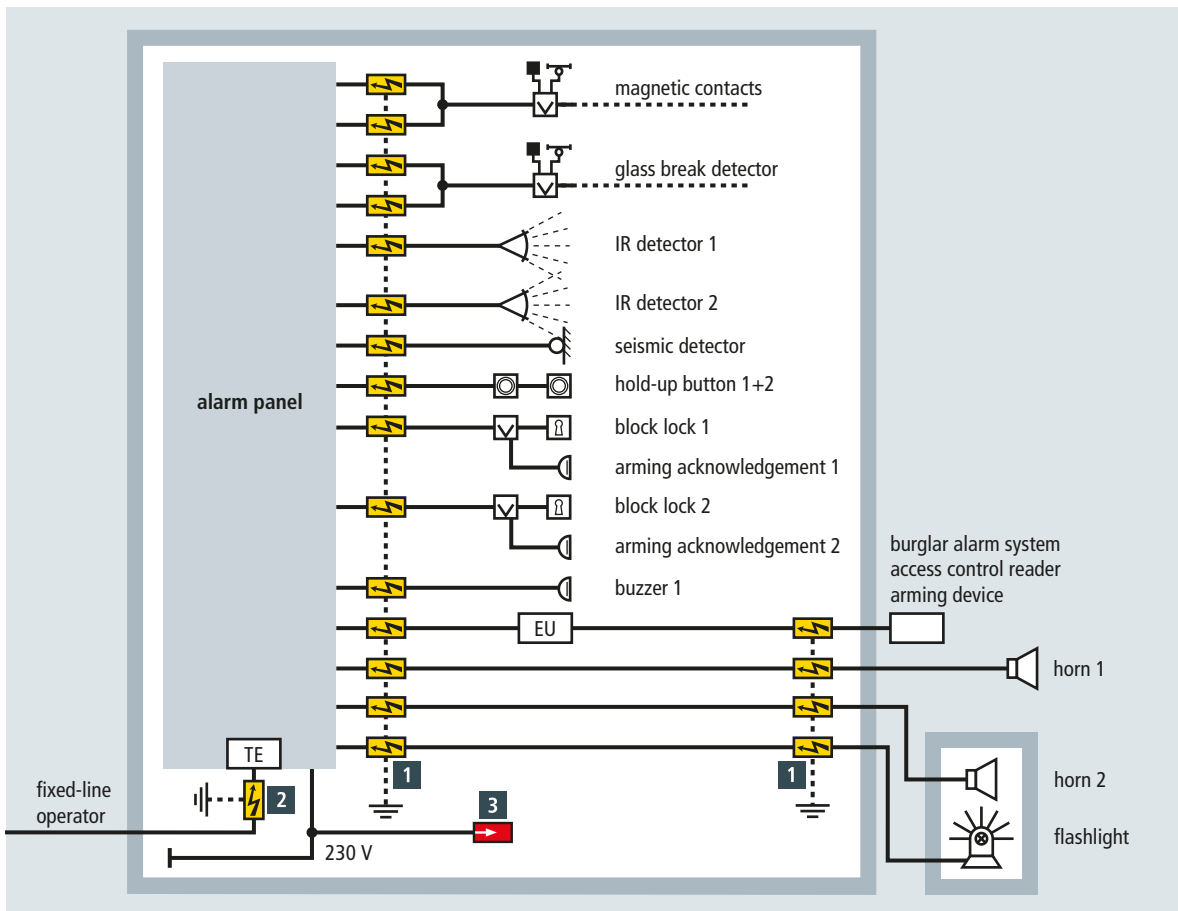 magnetic contacts
glass break detector
IR detector 1
IR detector 2
seismic detector
alarm panel
hold-up button 1+2
block lock 1
arming acknowledgement 1
block lock 2
arming acknowledgement 2
buzzer 1
burglar alarm system
access control reader
arming device
EU
horn 1
TE
1
1
horn 2
fixed-line
operator
2
3
flashlight
230 V